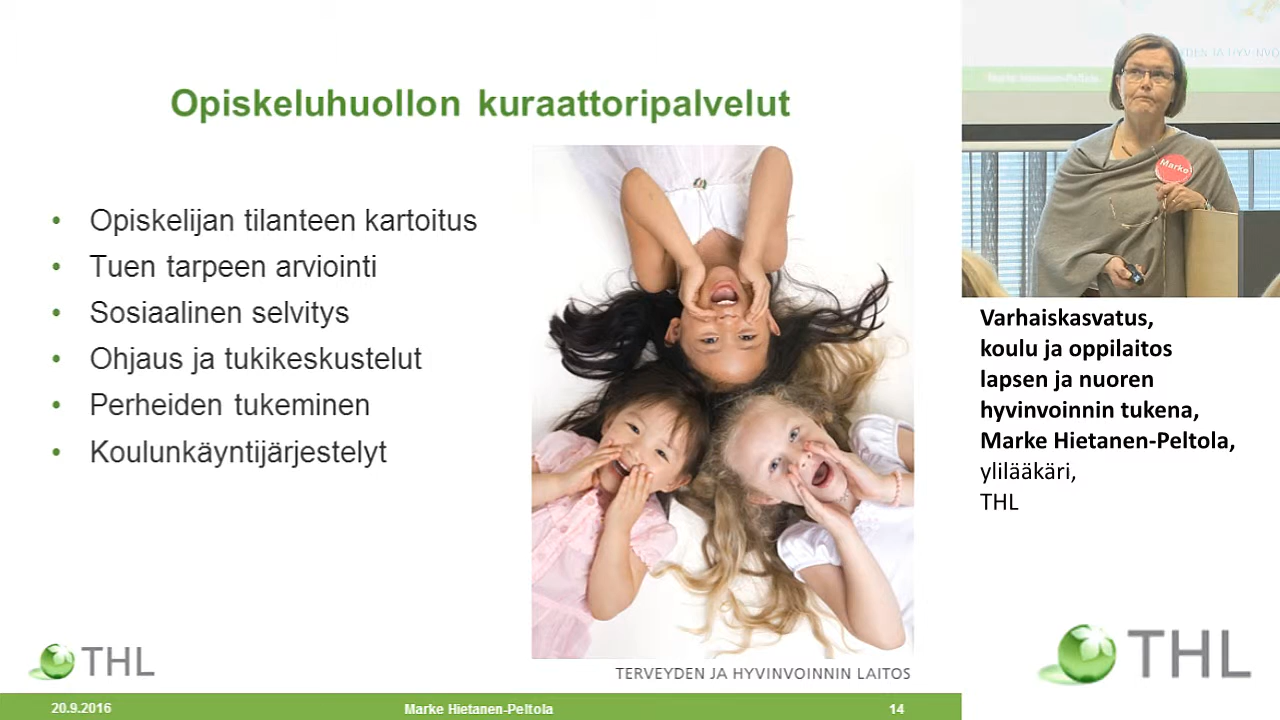 Opiskeluhuollon kuraattoripalvelut
• Opiskelijan tilanteen kartoitus
• Tuen tarpeen arviointi
• Sosiaalinen selvitys
• Ohjaus ja tukikeskustelut
• Perheiden tukeminen
• Koulunkäyntijärjestelyt
THL
TERVEYDEN JA HYVINVOINNIN LAITOS
20.9.2016
Marke Hietanen-Peltola
14
Marke Hietanen-Peltola
Varhaiskasvatus,
koulu ja oppilaitos
lapsen ja nuoren
hyvinvoinnin tukena,
Marke Hietanen-Peltola,
ylilääkäri,
THL
THL